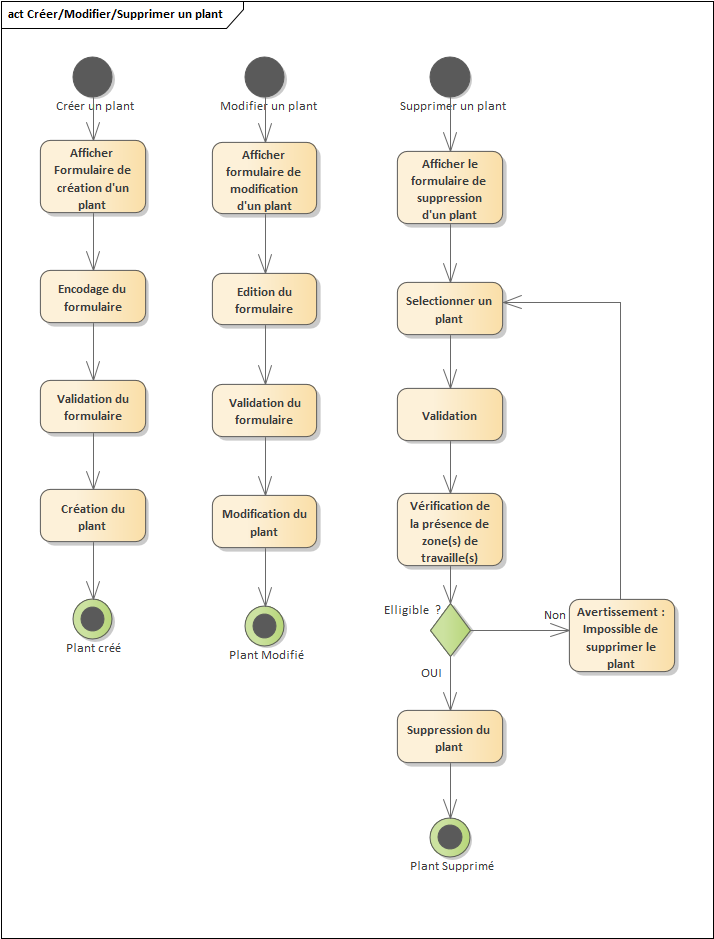 act Créer/Modifier/Supprimer un plant
Créer un plant
Afficher
Formulaire de
création d'un
plant
Encodage du
formulaire
Validation du
formulaire
Création du
plant
Plant créé
Modifier un plant
Afficher
formulaire de
modification
d'un plant
Edition du
formulaire
Validation du
formulaire
Modification du
plant
Plant Modifié
Supprimer un plant
Afficher le
formulaire de
suppression
d'un plant
Selectionner un
plant
Validation
Vérification de
la présence de
zone(s) de
travaille(s)
Elligible ?
Non
Avertissement :
Impossible de
supprimer le
plant
OUI
Suppression du
plant
Plant Supprimé